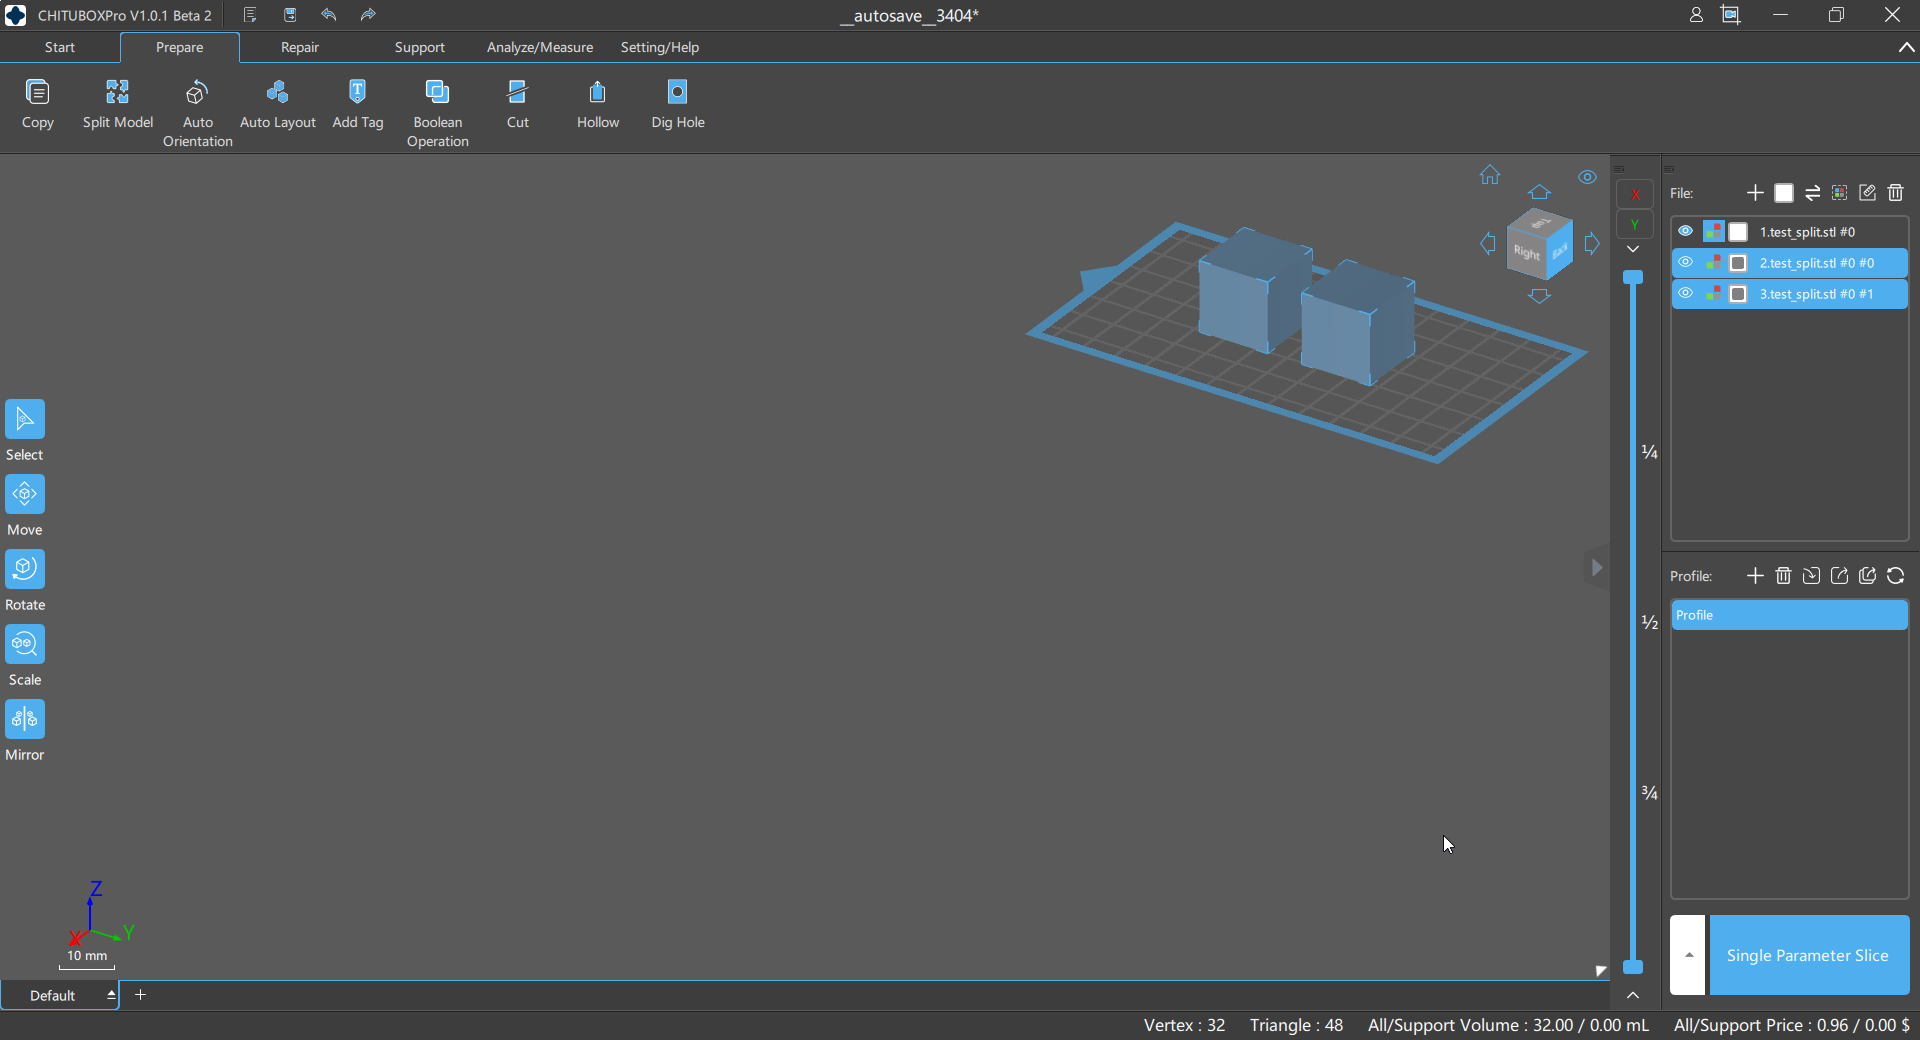 CHITUBOXPro V1.0.1 Beta 2
__autosave__3404*
Start
Prepare
Repair
Support
Analyze/Measure
Setting/Help
Copy
Split Model
Auto
Orientation
Auto Layout
Add Tag
Boolean
Operation
Cut
Hollow
Dig Hole
Top
Right
Back
X
Y
File:
1.test_split.stl #0
2.test_split.stl #0 #0
3.test_split.stl #0 #1
Select
Move
Rotate
Scale
Mirror
¼
½
¾
Profile:
Profile
Z
X
Y
10 mm
Single Parameter Slice
Default
Vertex : 32
Triangle : 48
All/Support Volume : 32.00 / 0.00 mL
All/Support Price : 0.96 / 0.00 $